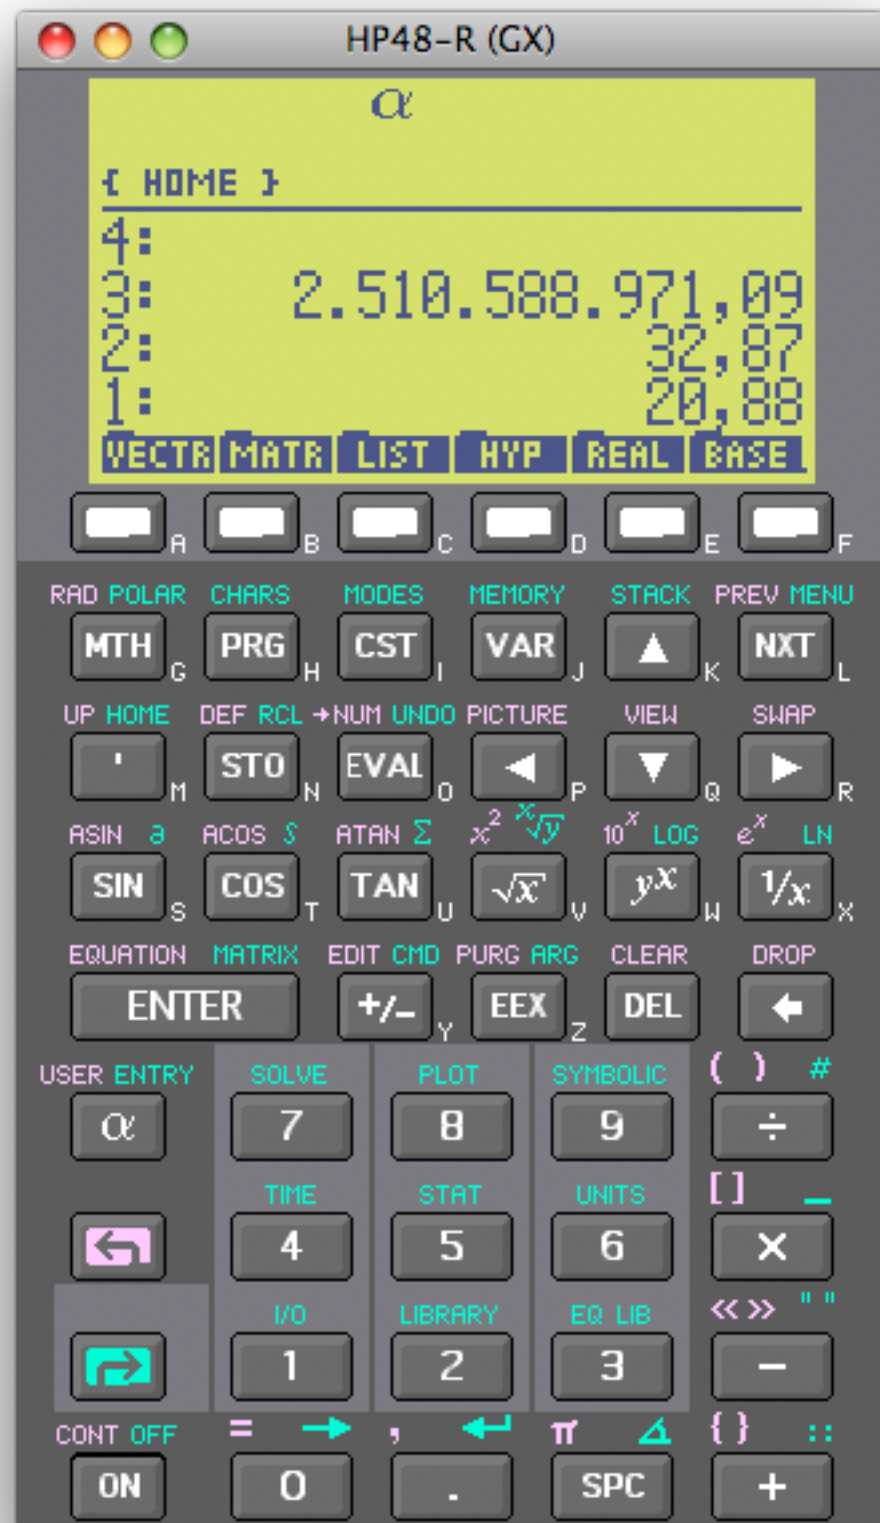 HP48-R (GX)
α
{ HOME }
4:
3: 2.510.588.971,09
2: 32,87
1: 20,88
VECTR MATR LIST HYP REAL BASE
A B C D E F
RAD POLAR CHARS MODES MEMORY STACK PREV MENU
MTH G PRG H CST I VAR J ▲ K NXT L
UP HOME DEF RCL →NUM UNDO PICTURE VIEW SWAP
' M STO N EVAL O ◀ P ▼ Q ▶ R
ASIN ∂ ACOS ∫ ATAN Σ x² ˣ√y 10ˣ LOG eˣ LN
SIN S COS T TAN U √x V yˣ W 1/x X
EQUATION MATRIX EDIT CMD PURG ARG CLEAR DROP
ENTER +/− Y EEX Z DEL ←
USER ENTRY SOLVE PLOT SYMBOLIC ( ) #
α 7 8 9 ÷
TIME STAT UNITS [ ] _
4 5 6 ×
I/O LIBRARY EQ LIB « » " "
1 2 3 −
CONT OFF = → , ↵ π ∡ { } ::
ON 0 . SPC +